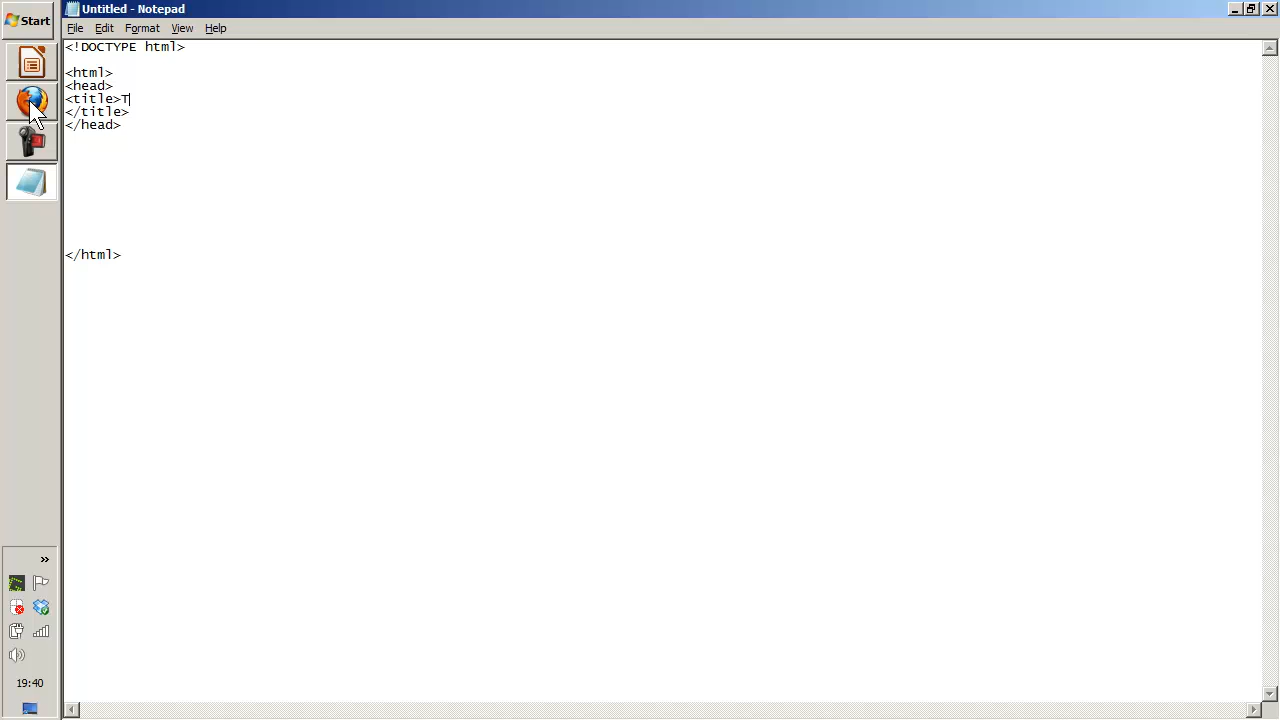 Start
Untitled - Notepad
File Edit Format View Help
<!DOCTYPE html>
<html>
<head>
<title>T
</title>
</head>
</html>
»
19:40